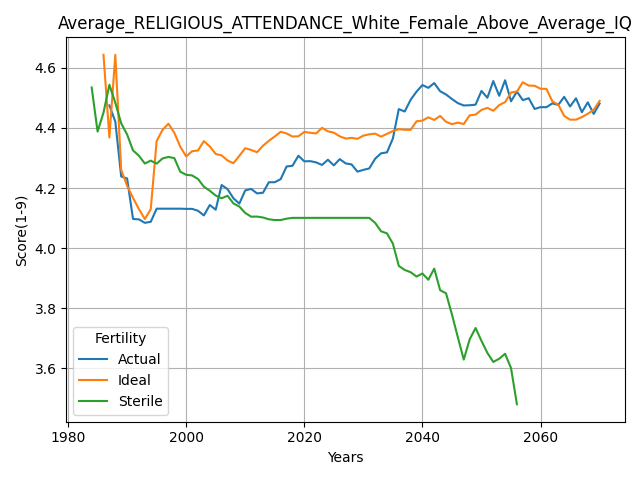 Average_RELIGIOUS_ATTENDANCE_White_Female_Above_Average_IQ
4.6
4.4
4.2
4.0
3.8
3.6
Score(1-9)
Fertility
Actual
Ideal
Sterile
1980 2000 2020 2040 2060
Years